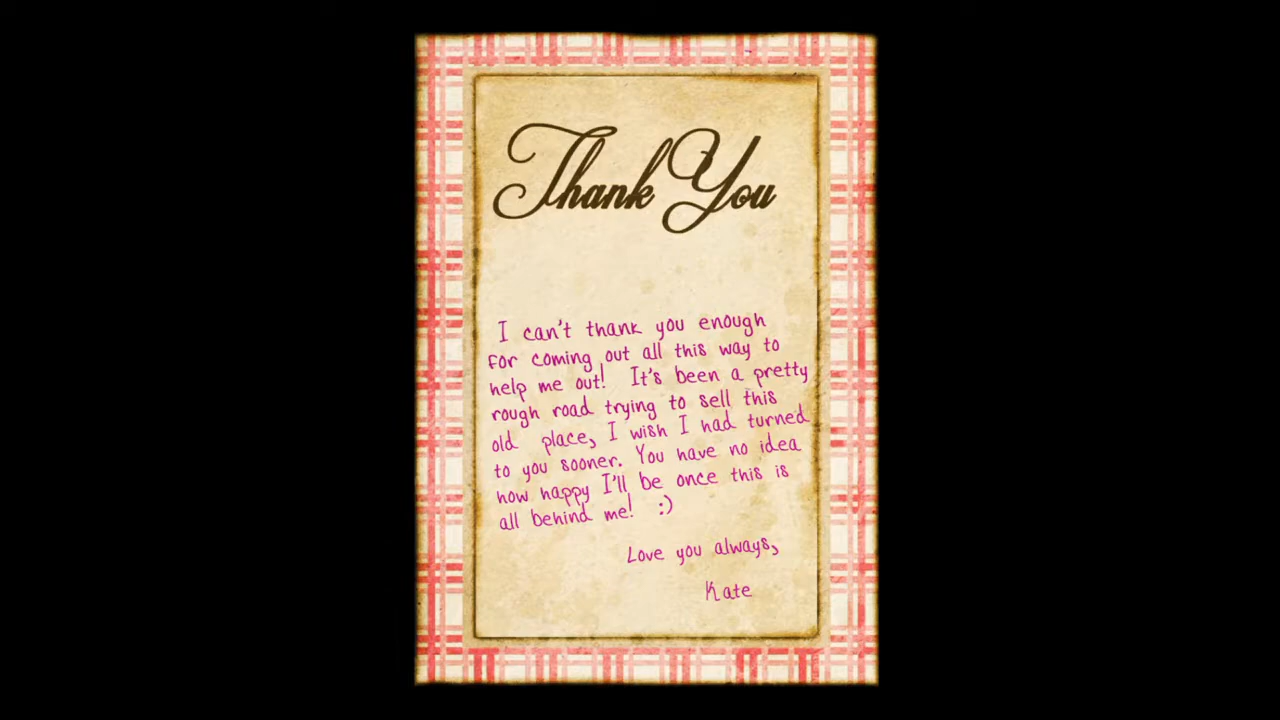 Thank You
I can't thank you enough
for coming out all this way to
help me out! It's been a pretty
rough road trying to sell this
old place, I wish I had turned
to you sooner. You have no idea
how happy I'll be once this is
all behind me! :)
Love you always,
Kate